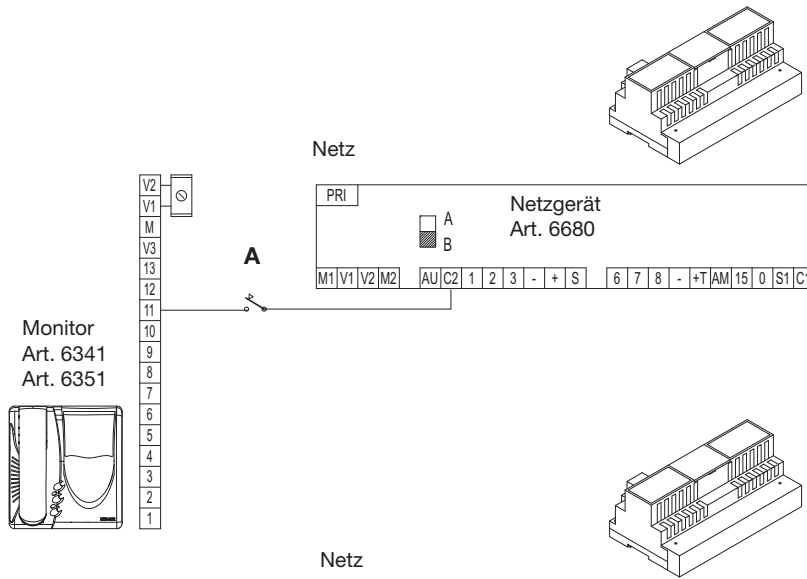 Netz
V2
V1
M
V3
13
12
11
10
9
8
7
6
5
4
3
2
1
A
PRI
A
B
Netzgerät
Art. 6680
M1 V1 V2 M2 AU C2 1 2 3 - + S 6 7 8 - +T AM 15 0 S1 C1
Monitor
Art. 6341
Art. 6351
Netz